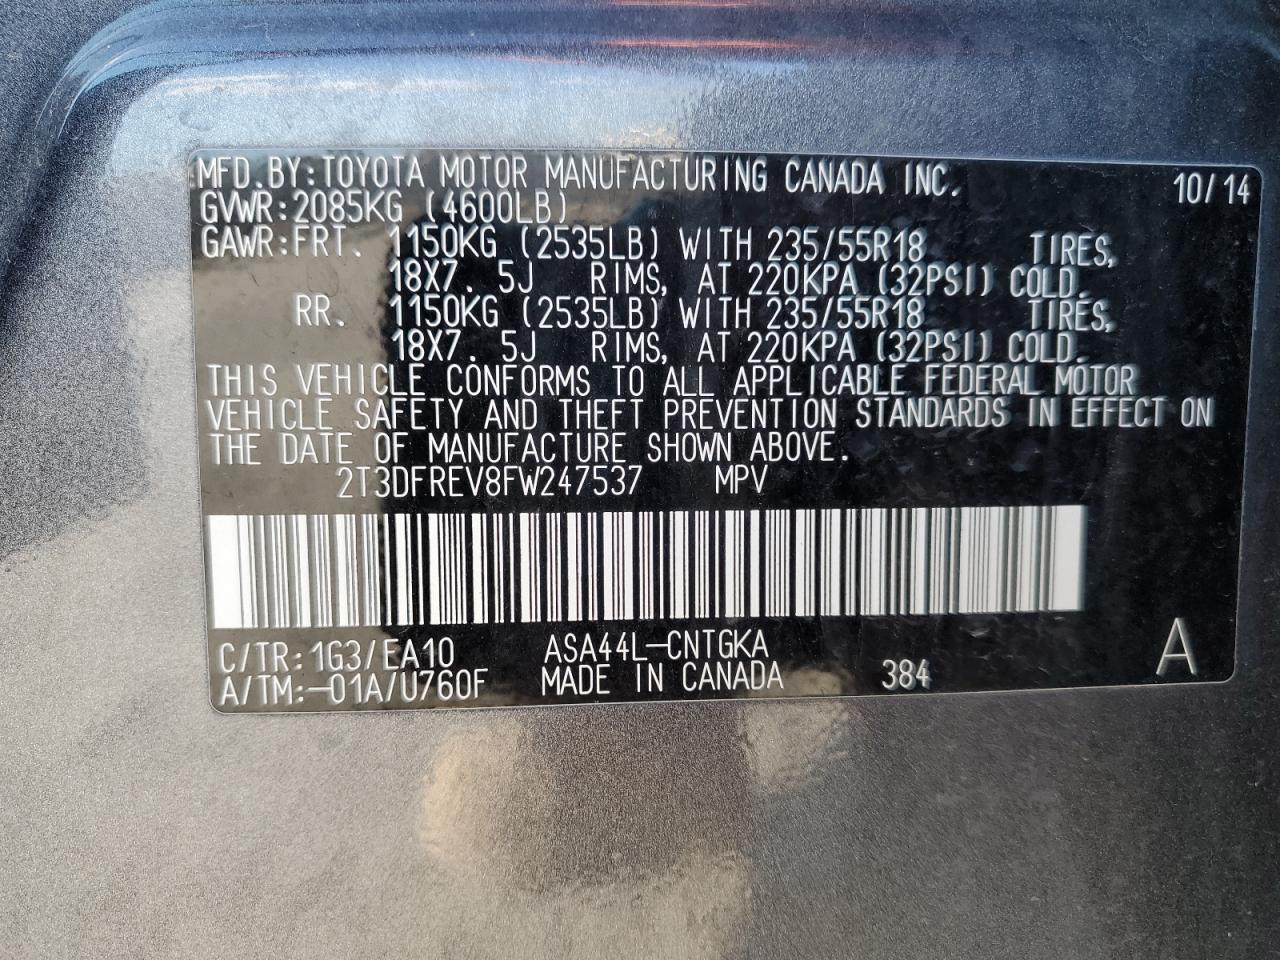 MFD.BY:TOYOTA MOTOR MANUFACTURING CANADA INC. 10/14
GVWR:2085KG (4600LB)
GAWR:FRT. 1150KG (2535LB) WITH 235/55R18 TIRES,
18X7. 5J RIMS, AT 220KPA (32PSI) COLD.
RR. 1150KG (2535LB) WITH 235/55R18 TIRES,
18X7. 5J RIMS, AT 220KPA (32PSI) COLD.
THIS VEHICLE CONFORMS TO ALL APPLICABLE FEDERAL MOTOR
VEHICLE SAFETY AND THEFT PREVENTION STANDARDS IN EFFECT ON
THE DATE OF MANUFACTURE SHOWN ABOVE.
2T3DFREV8FW247537 MPV
C/TR:1G3/EA10 ASA44L-CNTGKA A
A/TM:-01A/U760F MADE IN CANADA 384